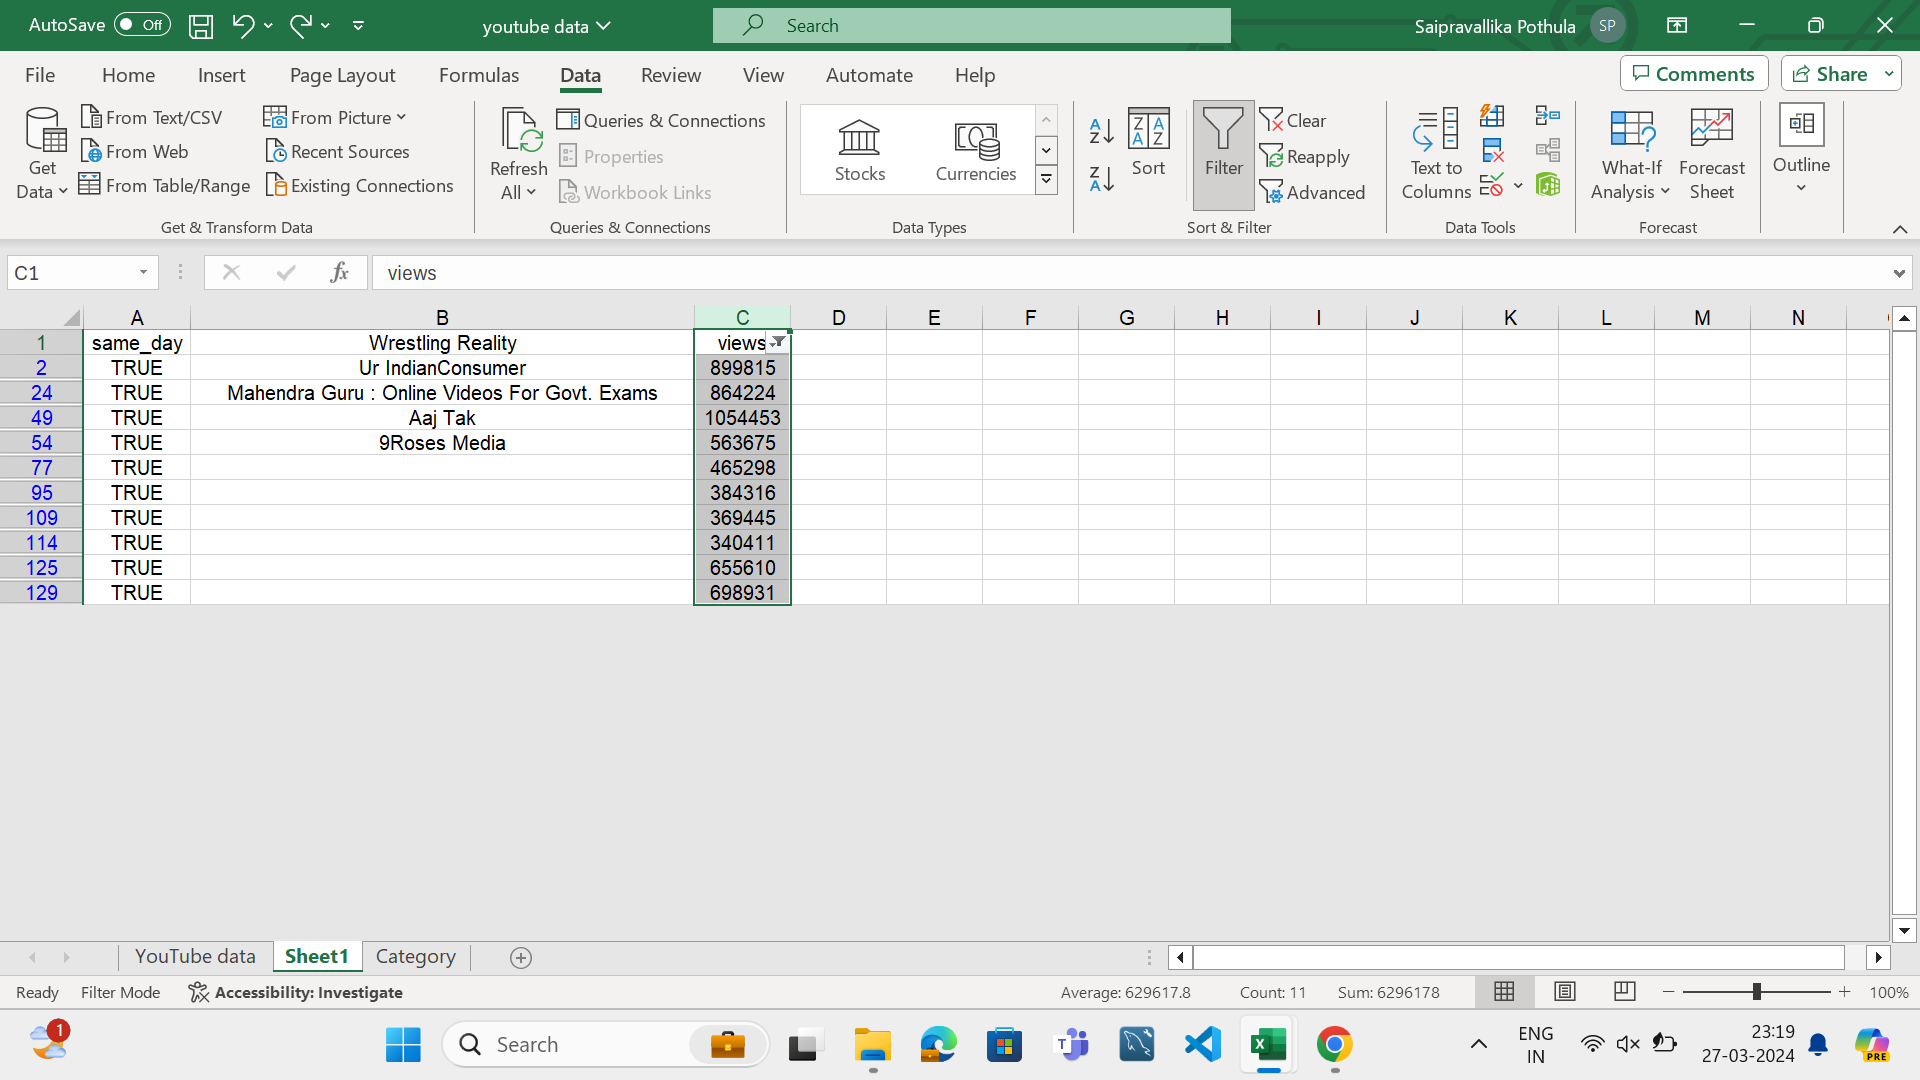 AutoSave Off youtube data Search Saipravallika Pothula SP
File Home Insert Page Layout Formulas Data Review View Automate Help Comments Share
Get Data
From Text/CSV
From Web
From Table/Range
From Picture
Recent Sources
Existing Connections
Get & Transform Data
Refresh All
Queries & Connections
Properties
Workbook Links
Queries & Connections
Stocks
Currencies
Data Types
Sort
Filter
Clear
Reapply
Advanced
Sort & Filter
Text to Columns
Data Tools
What-If Analysis
Forecast Sheet
Forecast
Outline
C1 fx views
A B C D E F G H I J K L M N
1 same_day Wrestling Reality views
2 TRUE Ur IndianConsumer 899815
24 TRUE Mahendra Guru : Online Videos For Govt. Exams 864224
49 TRUE Aaj Tak 1054453
54 TRUE 9Roses Media 563675
77 TRUE 465298
95 TRUE 384316
109 TRUE 369445
114 TRUE 340411
125 TRUE 655610
129 TRUE 698931
YouTube data Sheet1 Category
Ready Filter Mode Accessibility: Investigate Average: 629617.8 Count: 11 Sum: 6296178 100%
1 Search ENG IN 23:19 27-03-2024 PRE